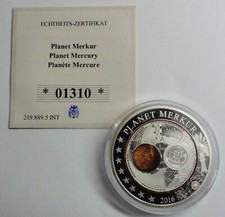 ECHTHEITS-ZERTIFIKAT
Planet Merkur
Planet Mercury
Planète Mercure
* 01310 *
219.889.5 INT
PLANET MERKUR
2016